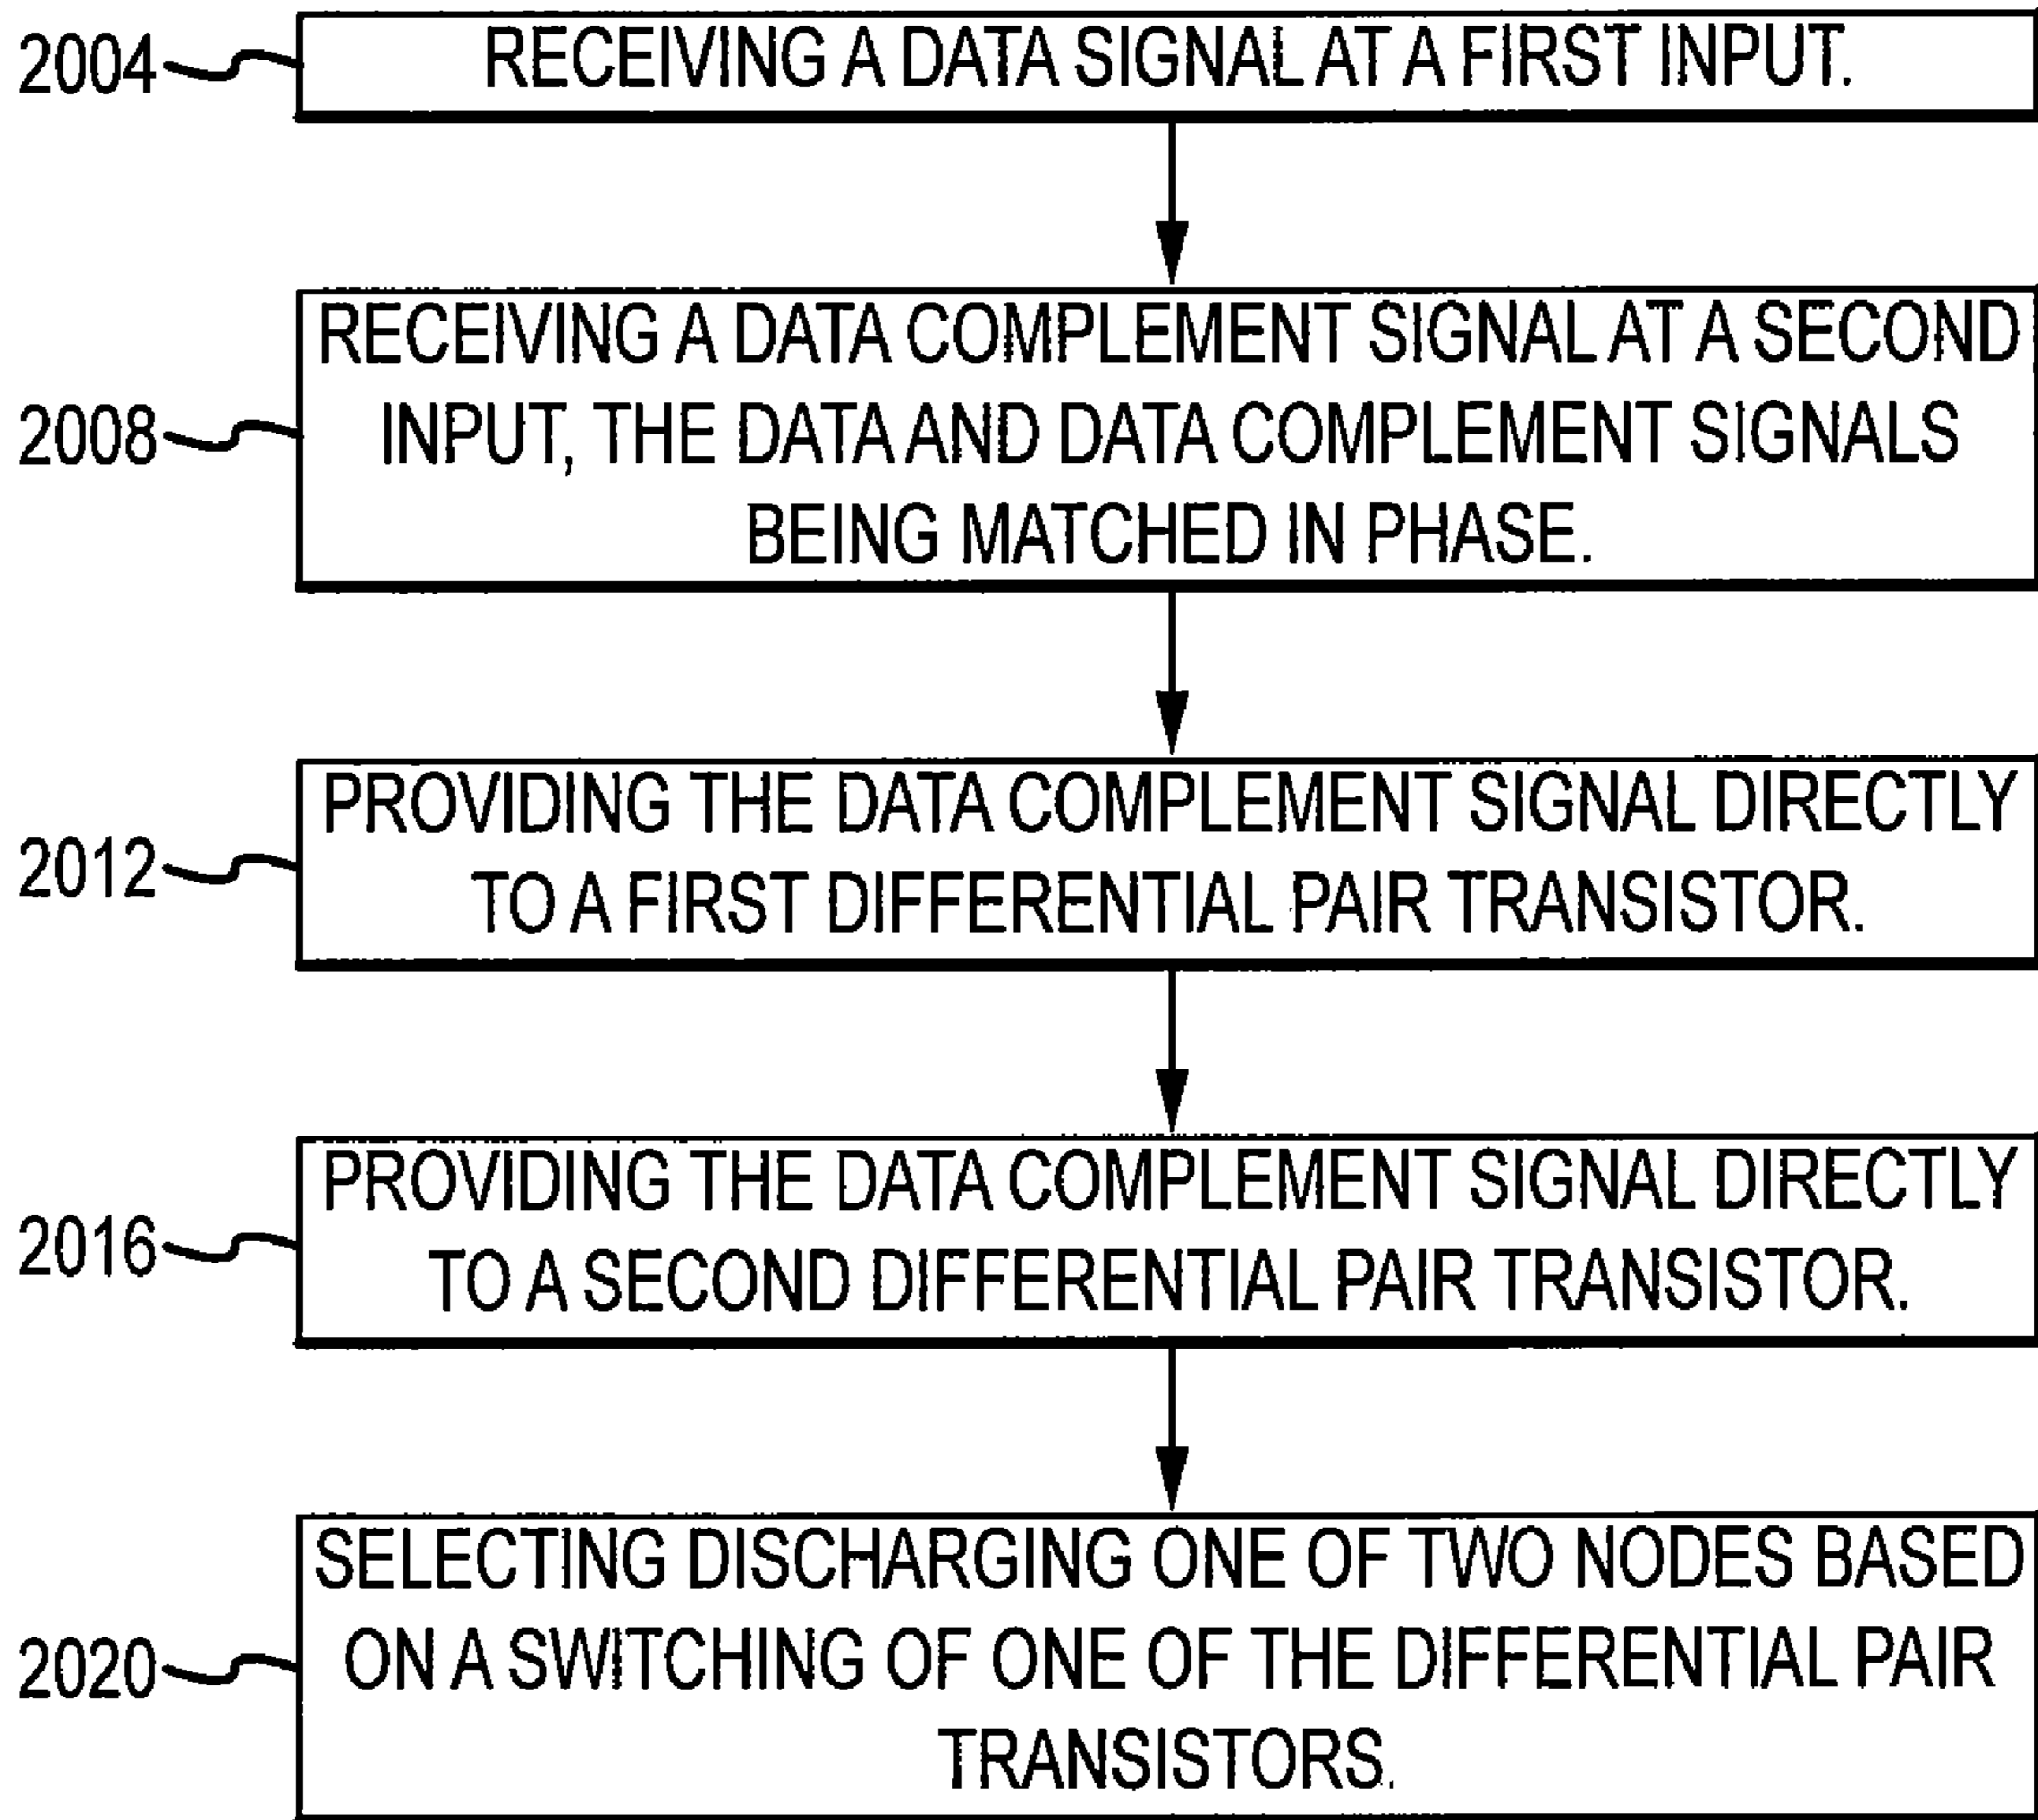 2004
RECEIVING A DATA SIGNAL AT A FIRST INPUT.
2008
RECEIVING A DATA COMPLEMENT SIGNAL AT A SECOND
INPUT, THE DATA AND DATA COMPLEMENT SIGNALS
BEING MATCHED IN PHASE.
2012
PROVIDING THE DATA COMPLEMENT SIGNAL DIRECTLY
TO A FIRST DIFFERENTIAL PAIR TRANSISTOR.
2016
PROVIDING THE DATA COMPLEMENT SIGNAL DIRECTLY
TO A SECOND DIFFERENTIAL PAIR TRANSISTOR.
2020
SELECTING DISCHARGING ONE OF TWO NODES BASED
ON A SWITCHING OF ONE OF THE DIFFERENTIAL PAIR
TRANSISTORS.